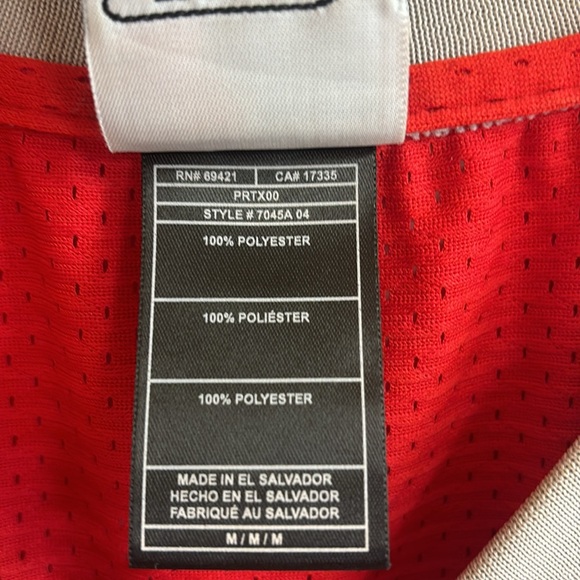 RN# 69421 CA# 17335
PRTX00
STYLE # 7045A 04
100% POLYESTER
100% POLIÉSTER
100% POLYESTER
MADE IN EL SALVADOR
HECHO EN EL SALVADOR
FABRIQUÉ AU SALVADOR
M / M / M